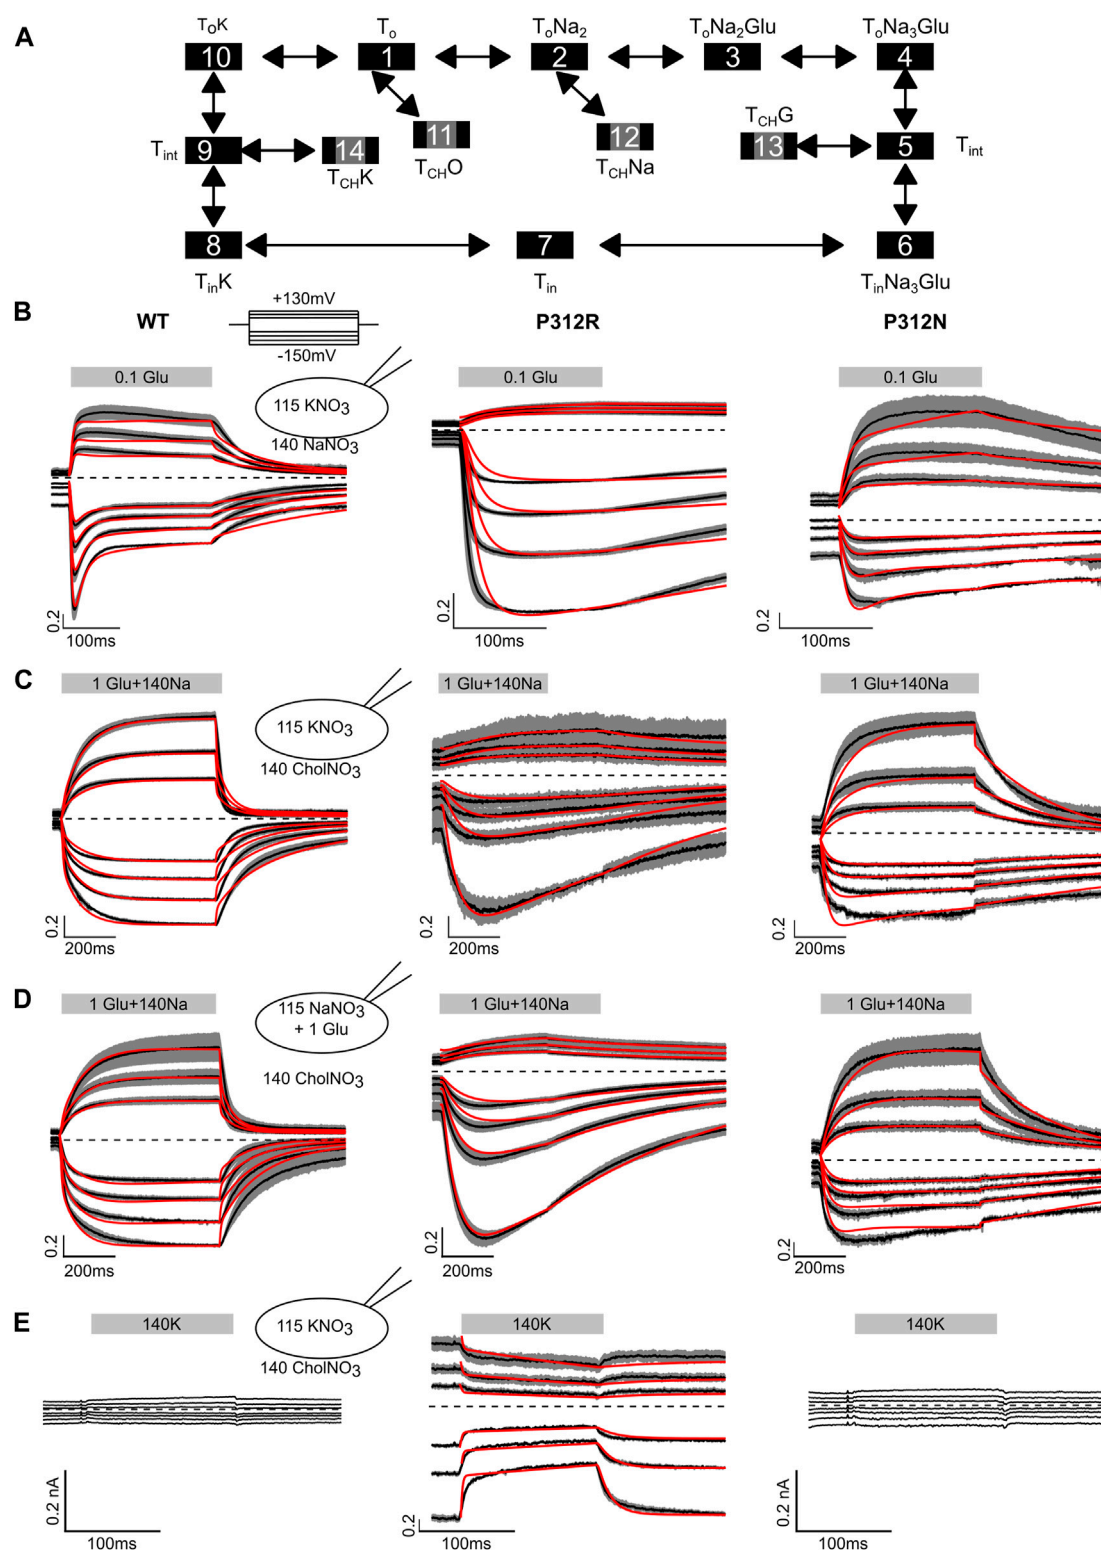 A
ToK
To
ToNa2
ToNa2Glu
ToNa3Glu
10
1
2
3
4
TCHG
Tint
9
14
11
12
13
5
Tint
TCHK
TCHO
TCHNa
8
7
6
TinK
Tin
TinNa3Glu
B
WT
+130mV
-150mV
P312R
P312N
0.1 Glu
115 KNO3
140 NaNO3
0.1 Glu
0.1 Glu
0.2
100ms
0.2
100ms
0.2
100ms
C
1 Glu+140Na
115 KNO3
140 CholNO3
1 Glu+140Na
1 Glu+140Na
0.2
200ms
0.2
200ms
0.2
200ms
D
1 Glu+140Na
115 NaNO3
+ 1 Glu
140 CholNO3
1 Glu+140Na
1 Glu+140Na
0.2
200ms
0.2
200ms
0.2
200ms
E
140K
115 KNO3
140 CholNO3
140K
140K
0.2 nA
100ms
0.2
100ms
0.2 nA
100ms